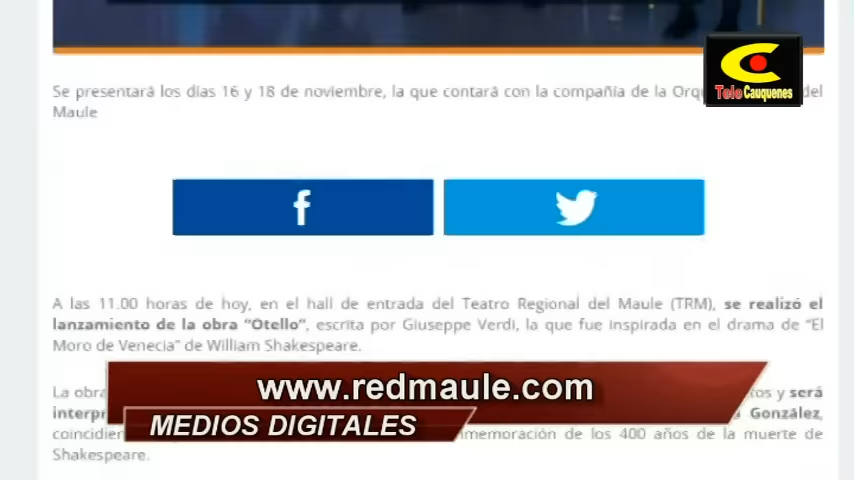 Se presentará los días 16 y 18 de noviembre, la que contará con la compañía de la del
Maule
Tele Cauquenes
f
A las 11.00 horas de hoy, en el hall de entrada del Teatro Regional del Maule (TRM), se realizó el
lanzamiento de la obra “Otello”, escrita por Giuseppe Verdi, la que fue inspirada en el drama de “El
Moro de Venecia” de William Shakespeare.
La obra y será
González,
de los 400 años de la muerte de
Shakespeare.
www.redmaule.com
MEDIOS DIGITALES